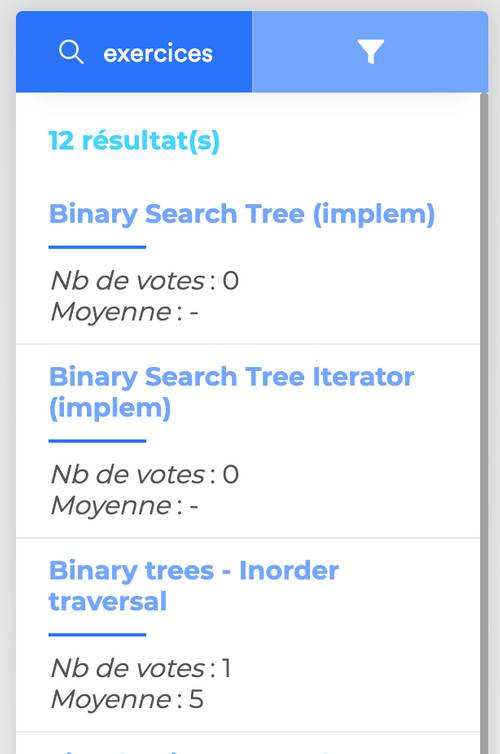 exercices
12 résultat(s)
Binary Search Tree (implem)
Nb de votes : 0
Moyenne : -
Binary Search Tree Iterator
(implem)
Nb de votes : 0
Moyenne : -
Binary trees - Inorder
traversal
Nb de votes : 1
Moyenne : 5